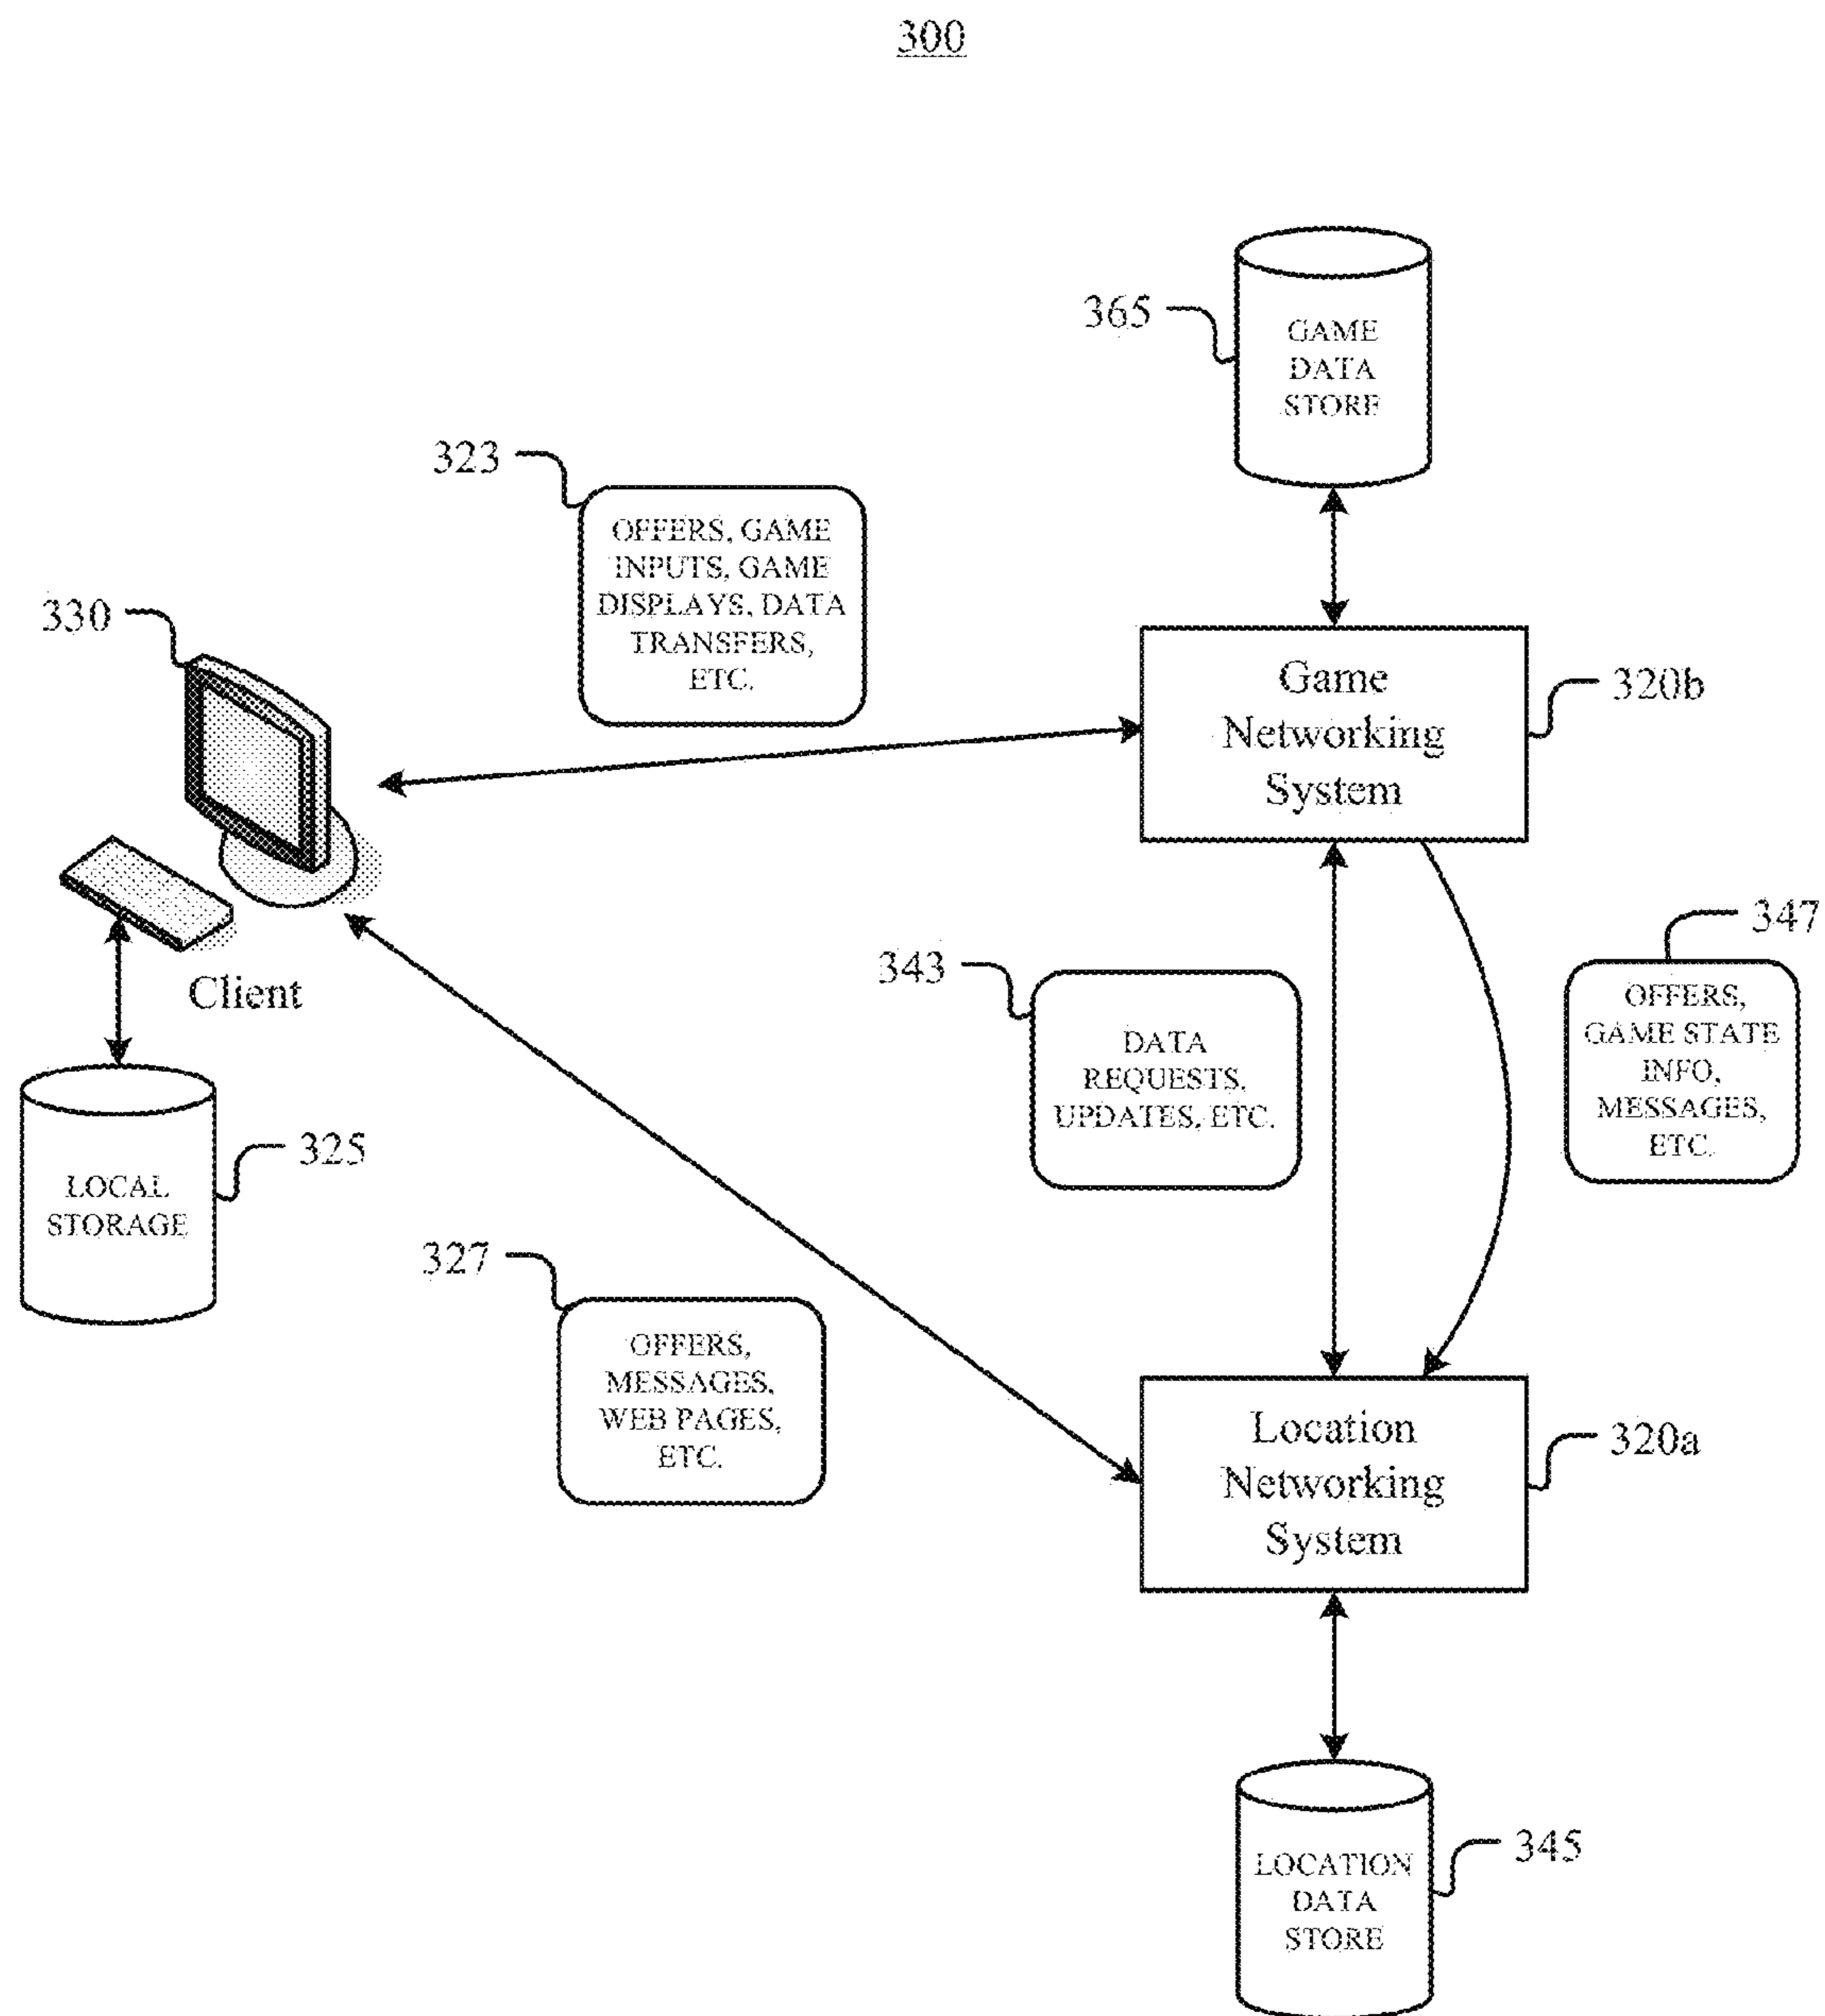 300
365
GAME
DATA
STORE
323
OFFERS, GAME
INPUTS, GAME
DISPLAYS, DATA
TRANSFERS,
ETC.
330
Game
Networking
System
320b
Client
343
DATA
REQUESTS,
UPDATES, ETC.
347
OFFERS,
GAME STATE
INFO,
MESSAGES,
ETC.
LOCAL
STORAGE
325
327
OFFERS,
MESSAGES,
WEB PAGES,
ETC.
Location
Networking
System
320a
LOCATION
DATA
STORE
345